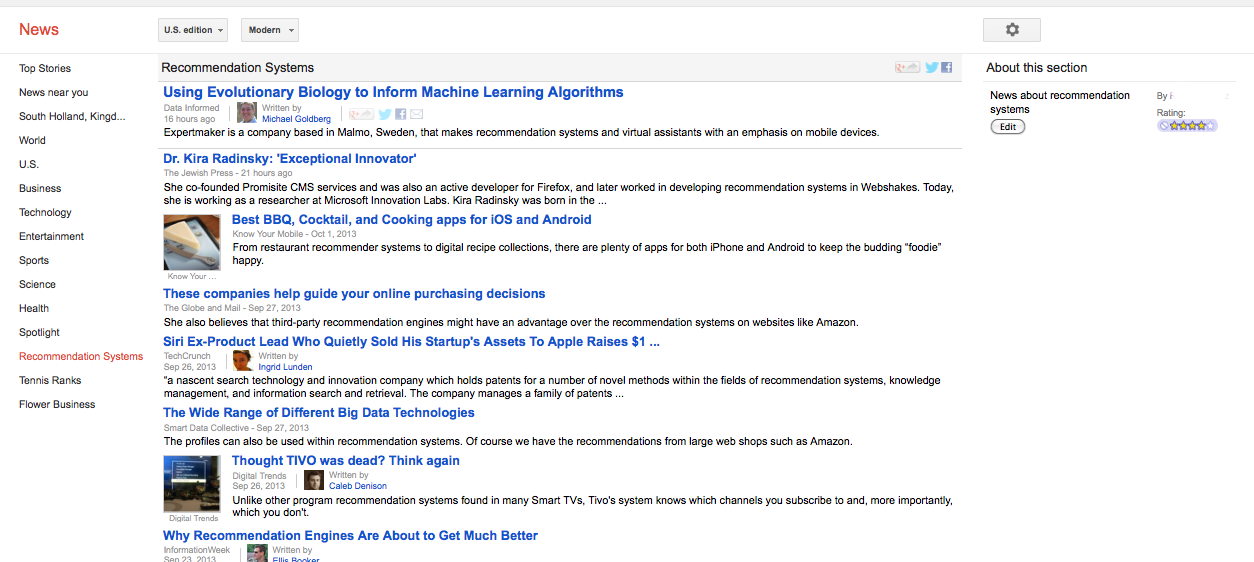 News
U.S. edition
Modern
Top Stories
News near you
South Holland, Kingd...
World
U.S.
Business
Technology
Entertainment
Sports
Science
Health
Spotlight
Recommendation Systems
Tennis Ranks
Flower Business
Recommendation Systems
Using Evolutionary Biology to Inform Machine Learning Algorithms
Data Informed
16 hours ago
Written by
Michael Goldberg
Expertmaker is a company based in Malmo, Sweden, that makes recommendation systems and virtual assistants with an emphasis on mobile devices.
Dr. Kira Radinsky: 'Exceptional Innovator'
The Jewish Press - 21 hours ago
She co-founded Promisite CMS services and was also an active developer for Firefox, and later worked in developing recommendation systems in Webshakes. Today,
she is working as a researcher at Microsoft Innovation Labs. Kira Radinsky was born in the ...
Best BBQ, Cocktail, and Cooking apps for iOS and Android
Know Your Mobile - Oct 1, 2013
From restaurant recommender systems to digital recipe collections, there are plenty of apps for both iPhone and Android to keep the budding “foodie”
happy.
Know Your ...
These companies help guide your online purchasing decisions
The Globe and Mail - Sep 27, 2013
She also believes that third-party recommendation engines might have an advantage over the recommendation systems on websites like Amazon.
Siri Ex-Product Lead Who Quietly Sold His Startup's Assets To Apple Raises $1 ...
TechCrunch
Sep 26, 2013
Written by
Ingrid Lunden
"a nascent search technology and innovation company which holds patents for a number of novel methods within the fields of recommendation systems, knowledge
management, and information search and retrieval. The company manages a family of patents ...
The Wide Range of Different Big Data Technologies
Smart Data Collective - Sep 27, 2013
The profiles can also be used within recommendation systems. Of course we have the recommendations from large web shops such as Amazon.
Thought TIVO was dead? Think again
Digital Trends
Sep 26, 2013
Written by
Caleb Denison
Unlike other program recommendation systems found in many Smart TVs, Tivo's system knows which channels you subscribe to and, more importantly,
which you don't.
Digital Trends
Why Recommendation Engines Are About to Get Much Better
InformationWeek
Sep 23, 2013
Written by
Ellis Booker
About this section
News about recommendation
systems
Edit
By
Rating: